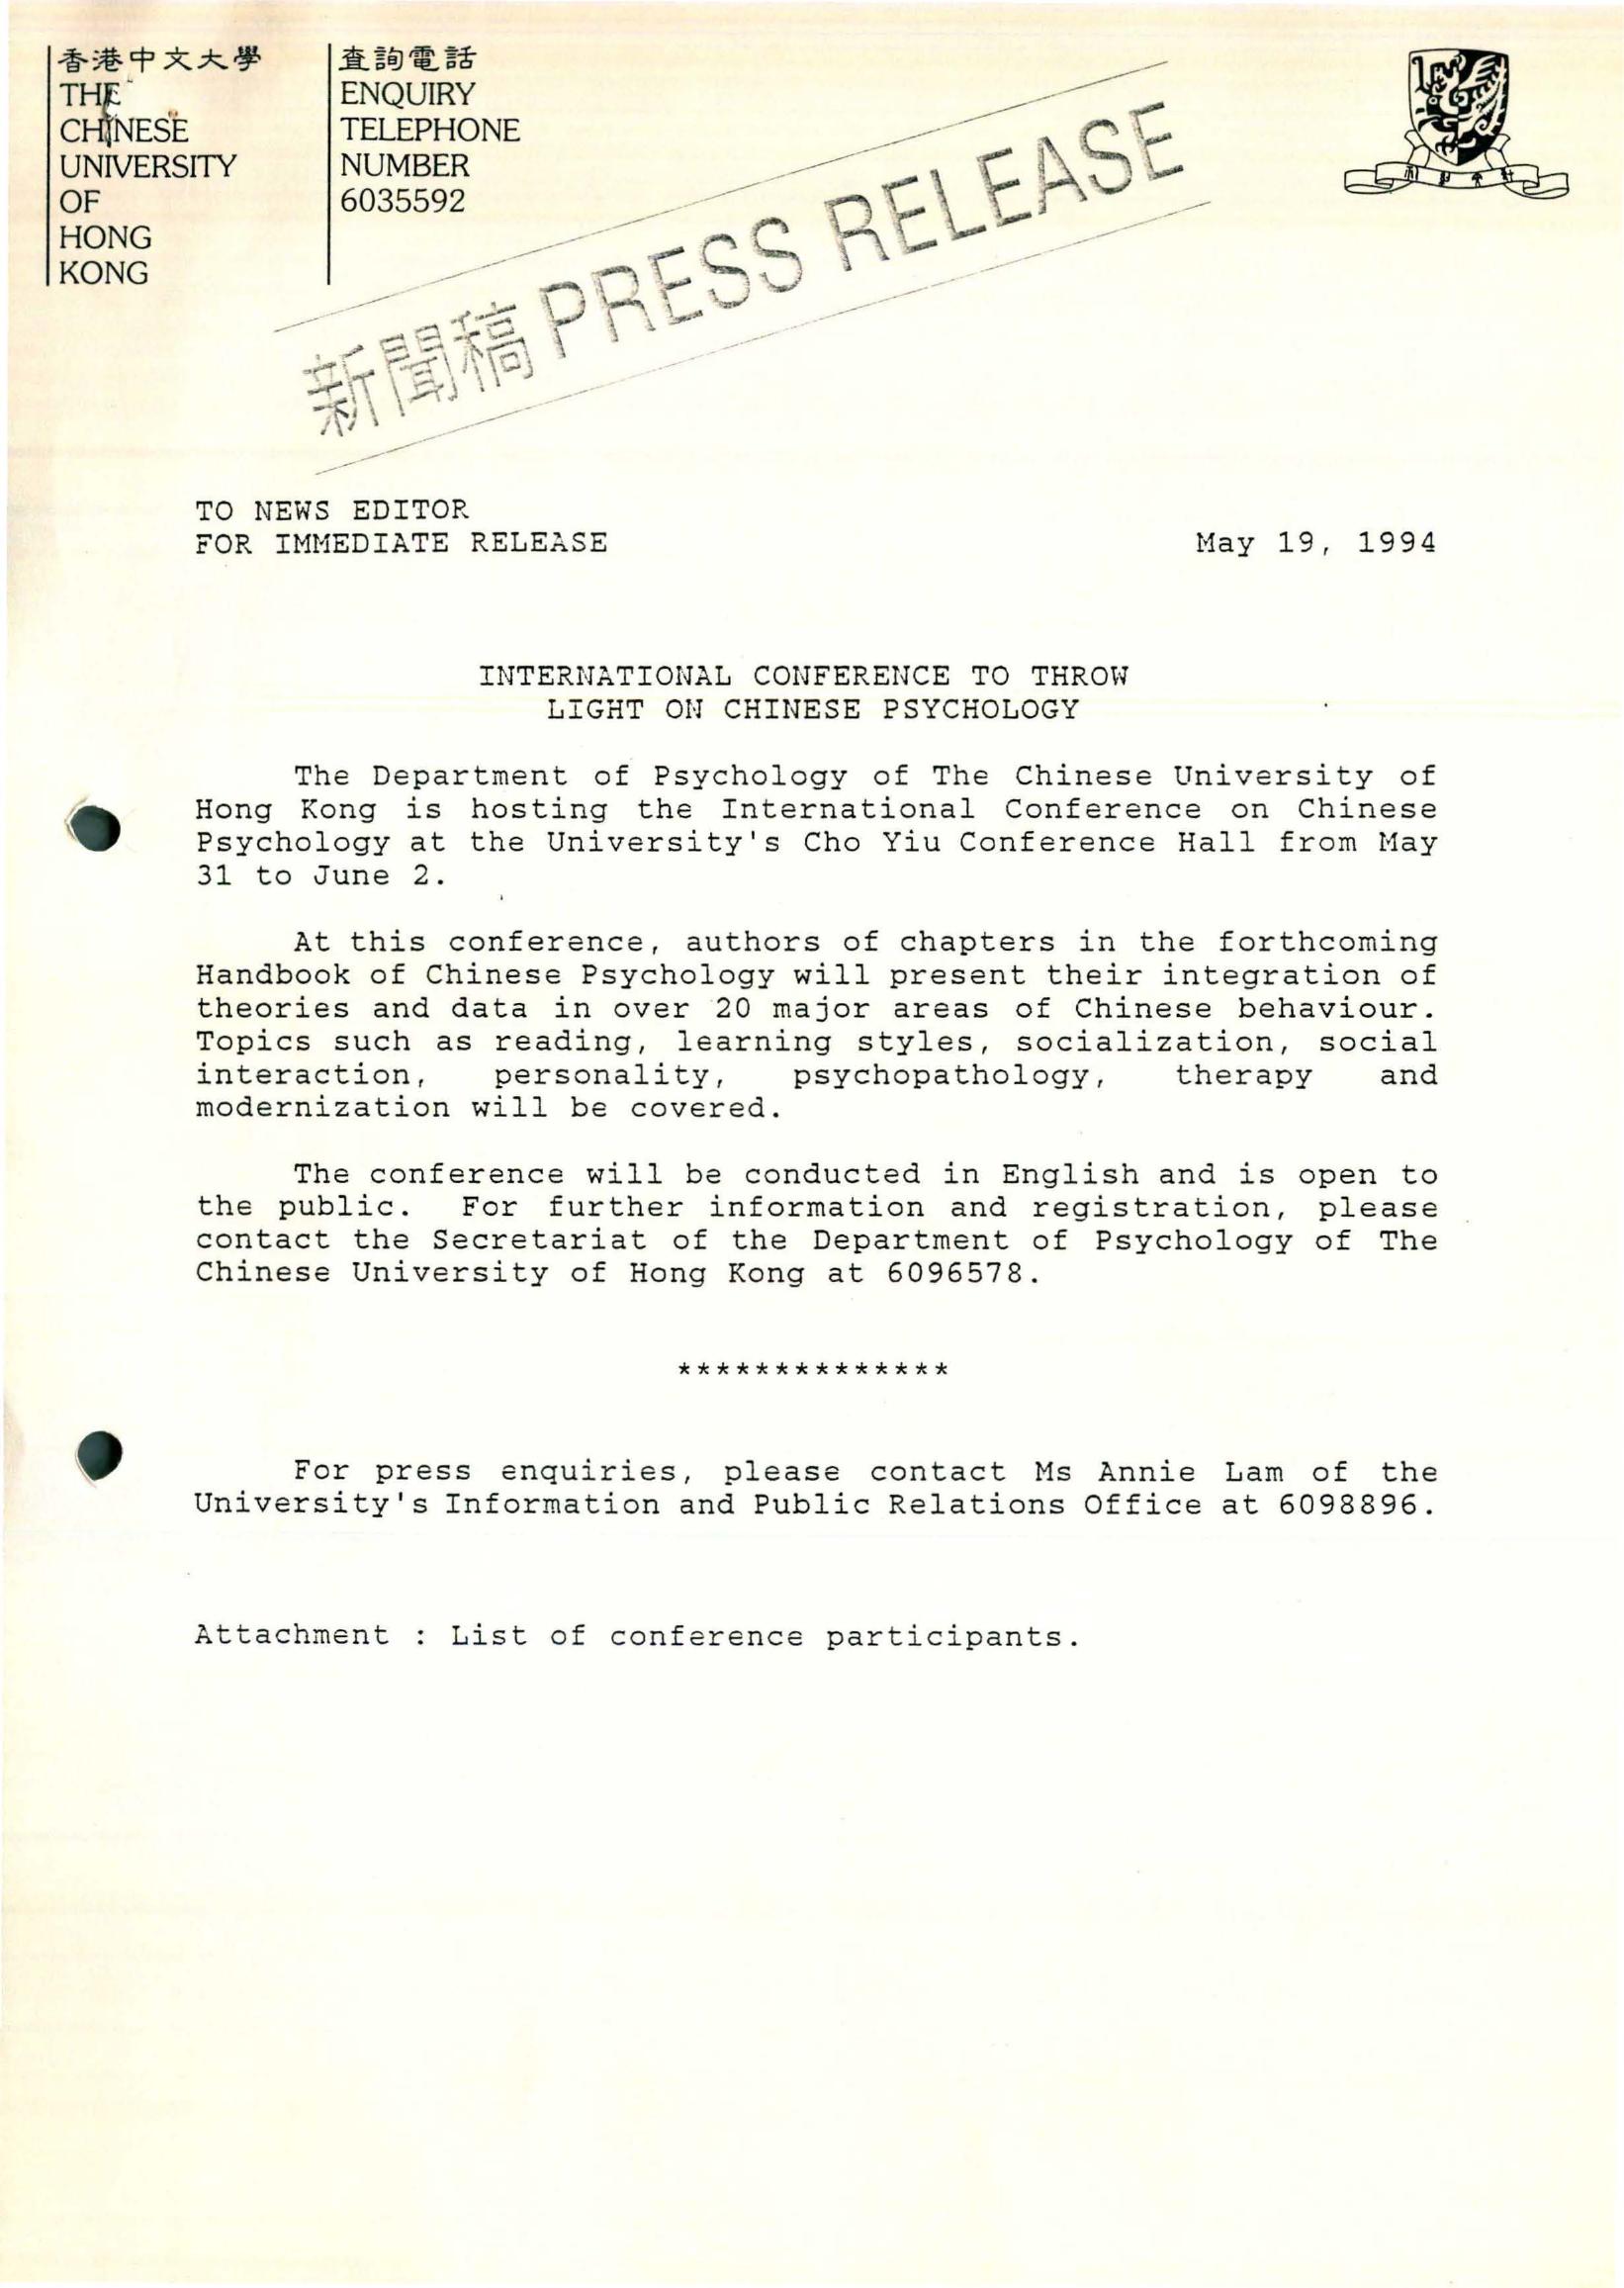 香港中文大學
THE
CHINESE
UNIVERSITY
OF
HONG
KONG
查詢電話
ENQUIRY
TELEPHONE
NUMBER
6035592
新聞稿 PRESS RELEASE
TO NEWS EDITOR
FOR IMMEDIATE RELEASE May 19, 1994
INTERNATIONAL CONFERENCE TO THROW
LIGHT ON CHINESE PSYCHOLOGY
The Department of Psychology of The Chinese University of
Hong Kong is hosting the International Conference on Chinese
Psychology at the University's Cho Yiu Conference Hall from May
31 to June 2.
At this conference, authors of chapters in the forthcoming
Handbook of Chinese Psychology will present their integration of
theories and data in over 20 major areas of Chinese behaviour.
Topics such as reading, learning styles, socialization, social
interaction, personality, psychopathology, therapy and
modernization will be covered.
The conference will be conducted in English and is open to
the public. For further information and registration, please
contact the Secretariat of the Department of Psychology of The
Chinese University of Hong Kong at 6096578.
**************
For press enquiries, please contact Ms Annie Lam of the
University's Information and Public Relations Office at 6098896.
Attachment : List of conference participants.